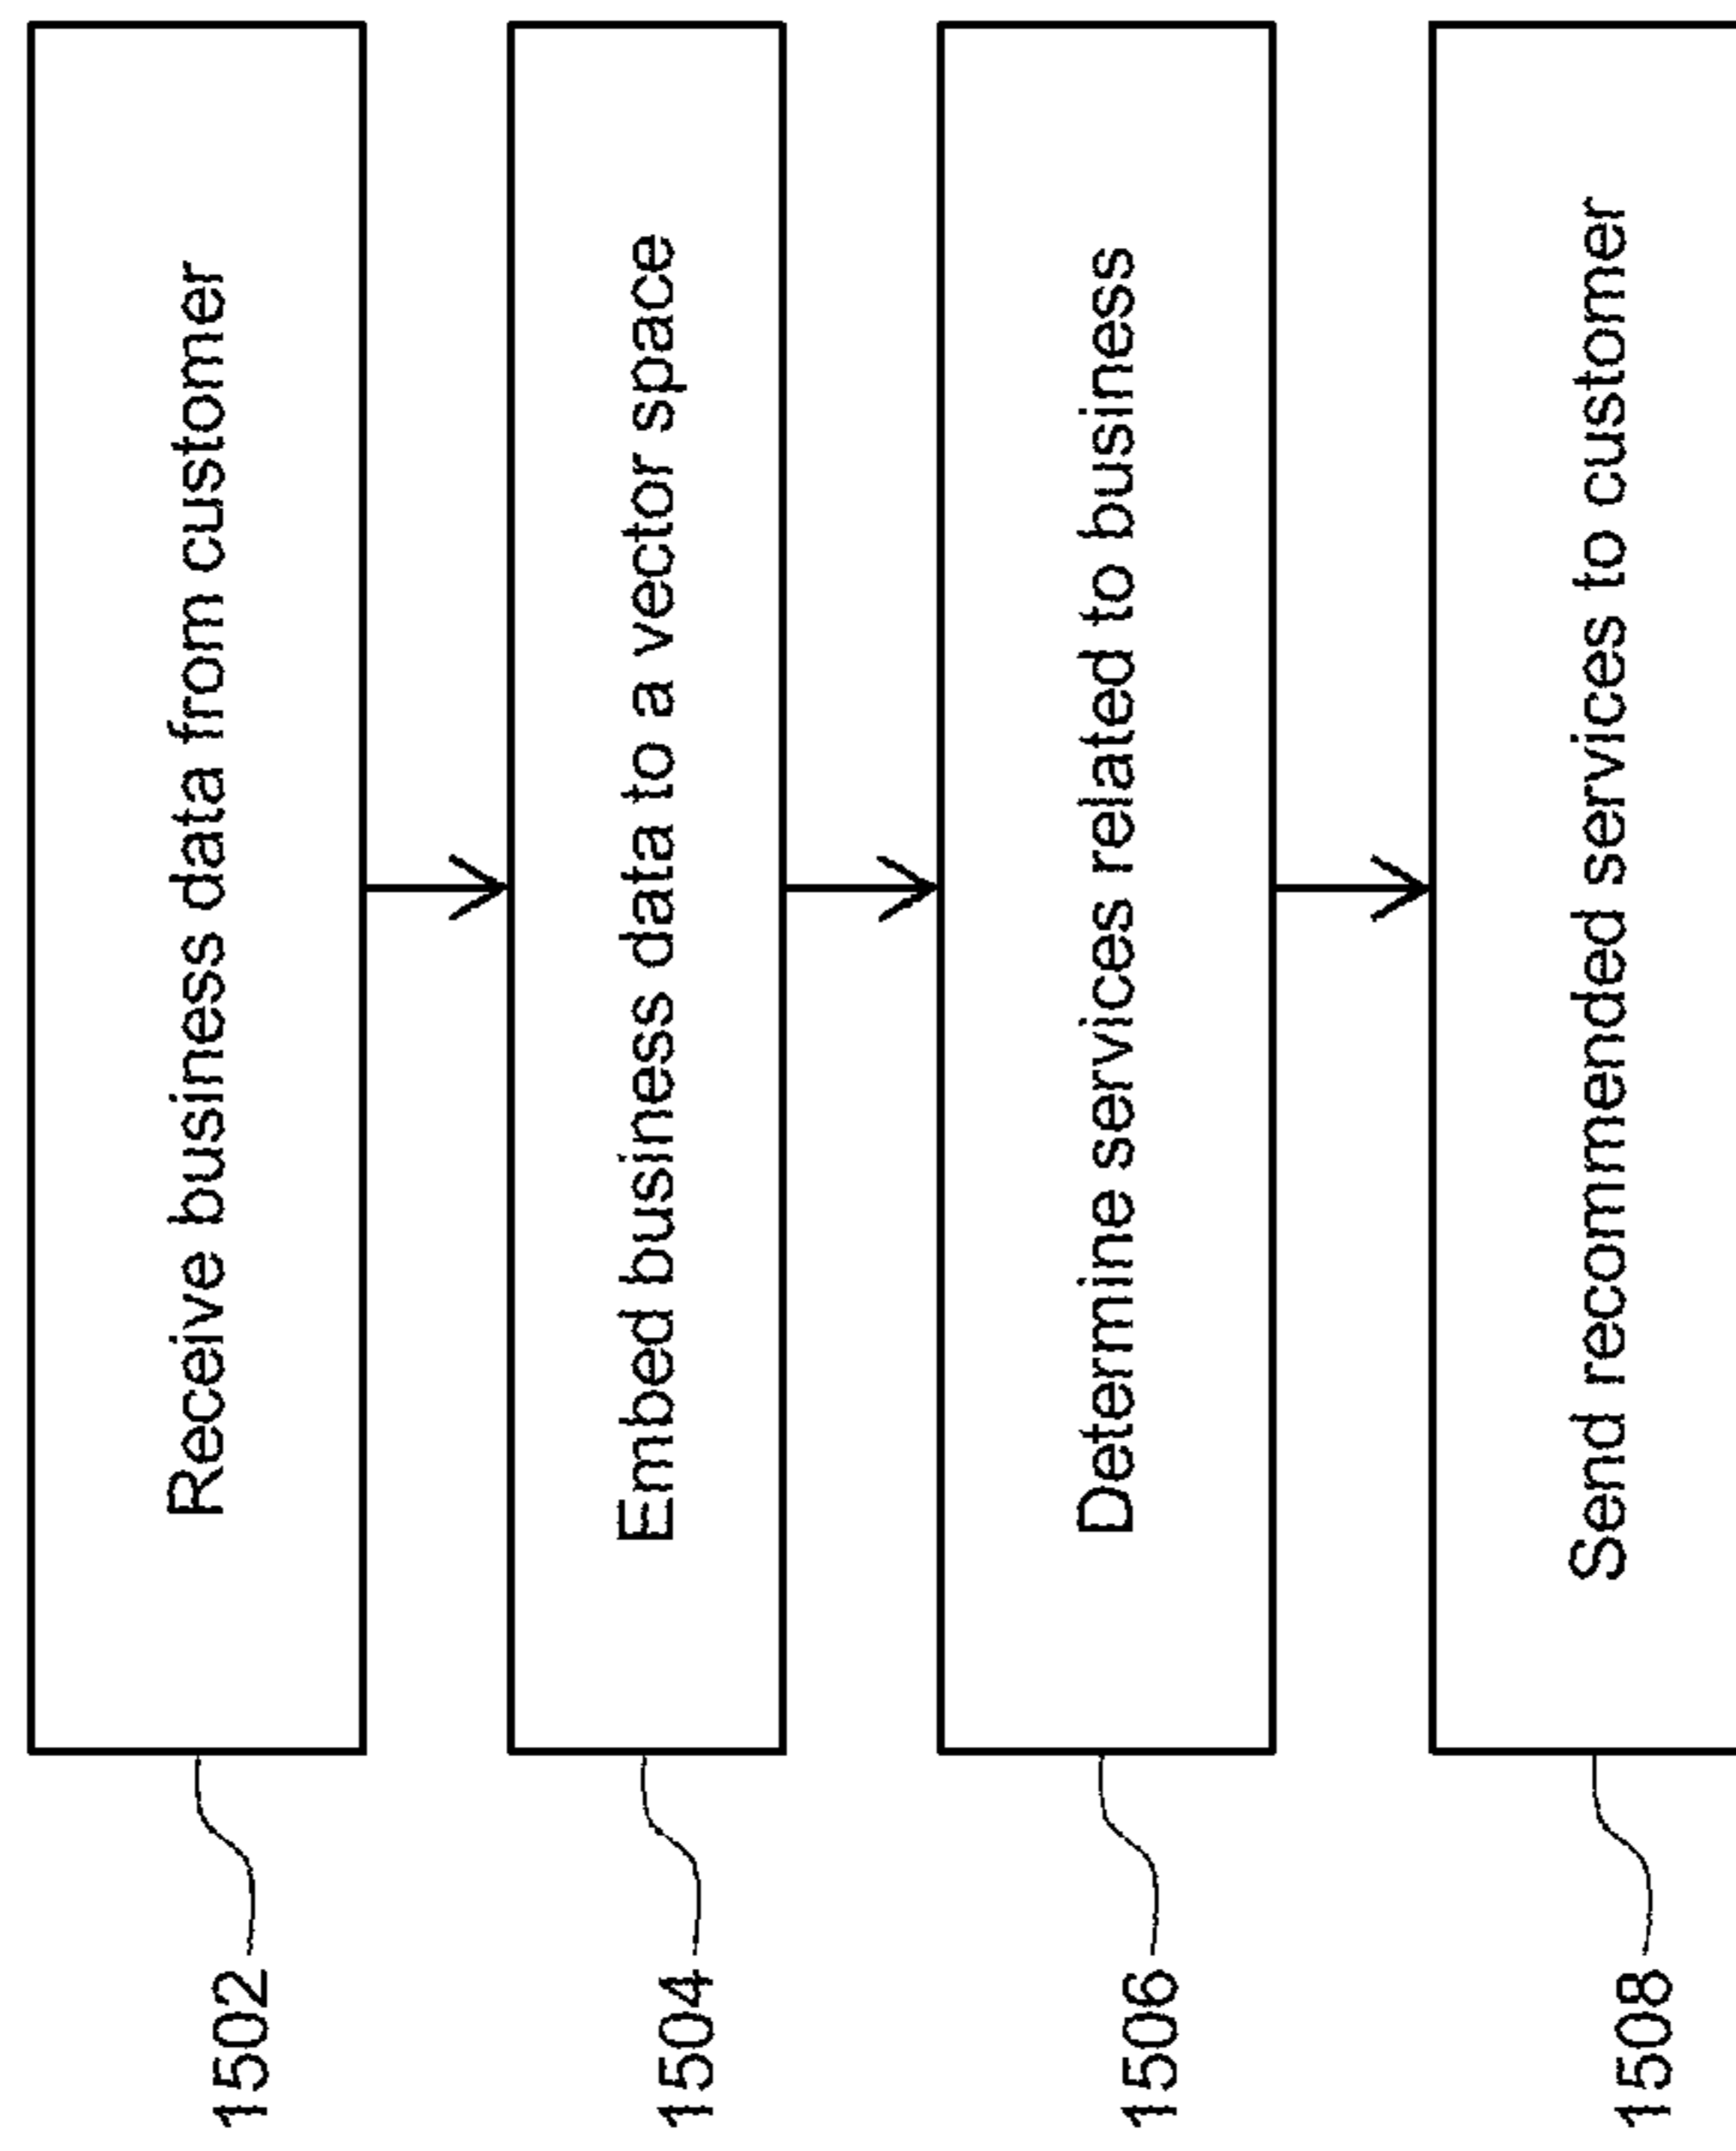 1502
Receive business data from customer
1504
Embed business data to a vector space
1506
Determine services related to business
1508
Send recommended services to customer